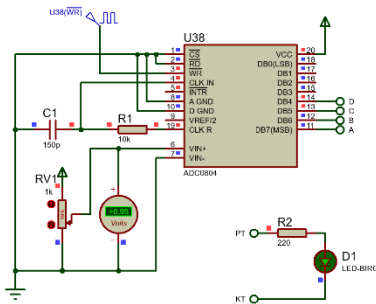 U38(WR)
U38
1 CS VCC 20
2 RD DB0(LSB) 18
3 WR DB1 17
4 CLK IN DB2 16
5 INTR DB3 15
8 A GND DB4 14 D
10 D GND DB5 13 C
9 VREF/2 DB6 12 B
19 CLK R DB7(MSB) 11 A
6 VIN+
7 VIN-
ADC0804
C1
150p
R1
10k
RV1
1k
Volts
PT R2
220
D1
LED-BIRG
KT